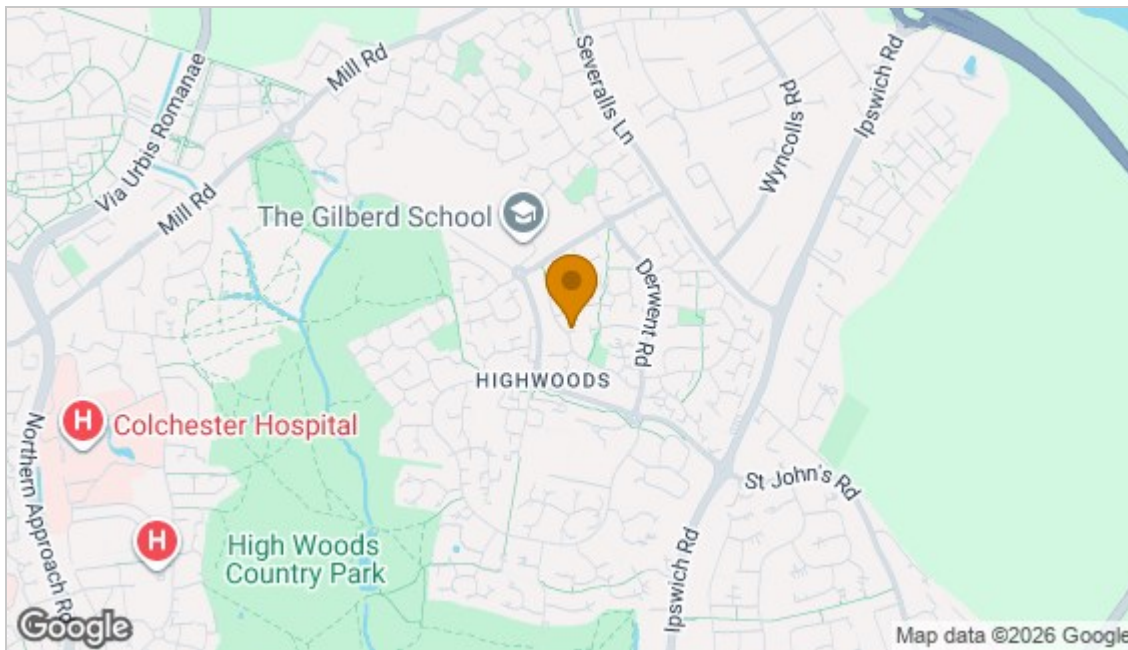 Mill Rd
Via Urbis Romanae
Mill Rd
Severalls Ln
Wyncolls Rd
Ipswich Rd
The Gilberd School
Derwent Rd
HIGHWOODS
H
Colchester Hospital
Northern Approach Rd
H
High Woods
Country Park
St John's Rd
Ipswich Rd
Google
Map data ©2026 Google